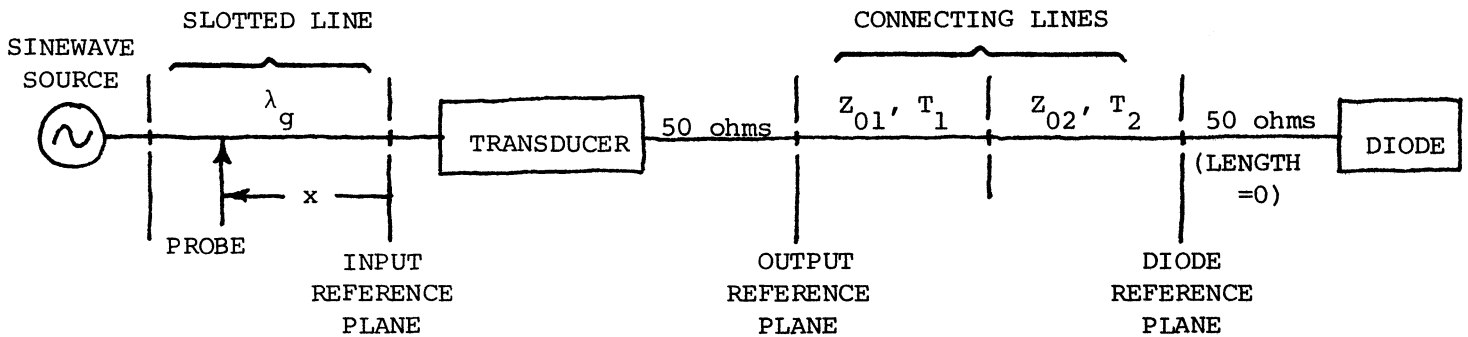 SLOTTED LINE
CONNECTING LINES
SINEWAVE
SOURCE
λg
Z01, T1
Z02, T2
TRANSDUCER
50 ohms
50 ohms
DIODE
(LENGTH
=0)
x
PROBE
INPUT
REFERENCE
PLANE
OUTPUT
REFERENCE
PLANE
DIODE
REFERENCE
PLANE